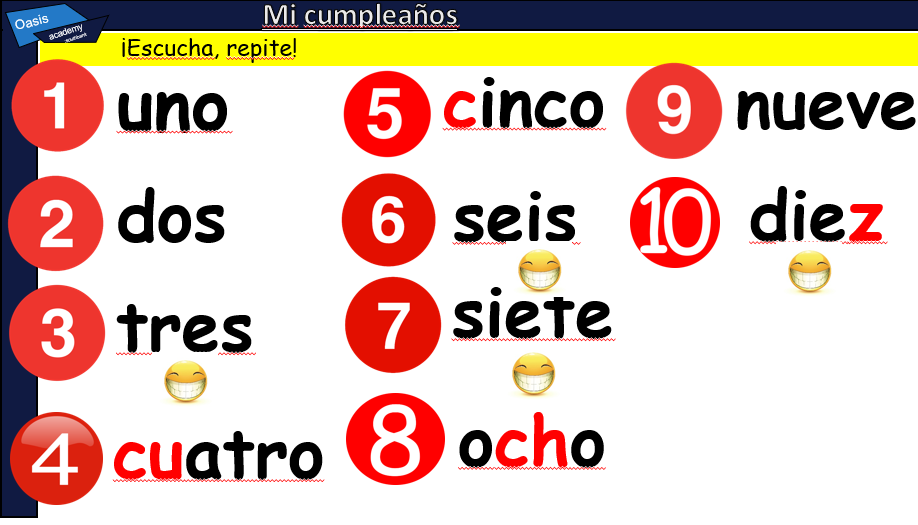 Oasis
academy
Mi cumpleaños
¡Escucha, repite!
1 uno
2 dos
3 tres
4 cuatro
5 cinco
6 seis
7 siete
8 ocho
9 nueve
10 diez